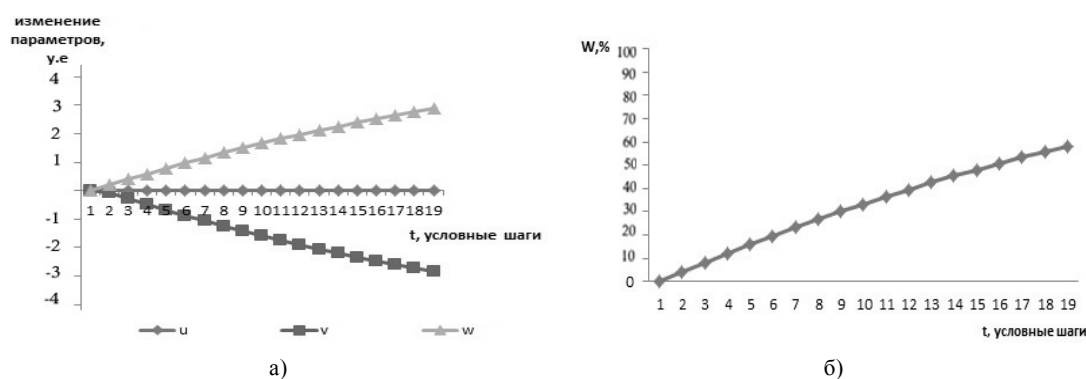 изменение
параметров,
у.е
4
3
2
1
1 2 3 4 5 6 7 8 9 10 11 12 13 14 15 16 17 18 19
-1
-2
-3
-4
t, условные шаги
u v w
а)
W,%
100
90
80
70
60
50
40
30
20
10
0
1 2 3 4 5 6 7 8 9 10 11 12 13 14 15 16 17 18 19
t, условные шаги
б)